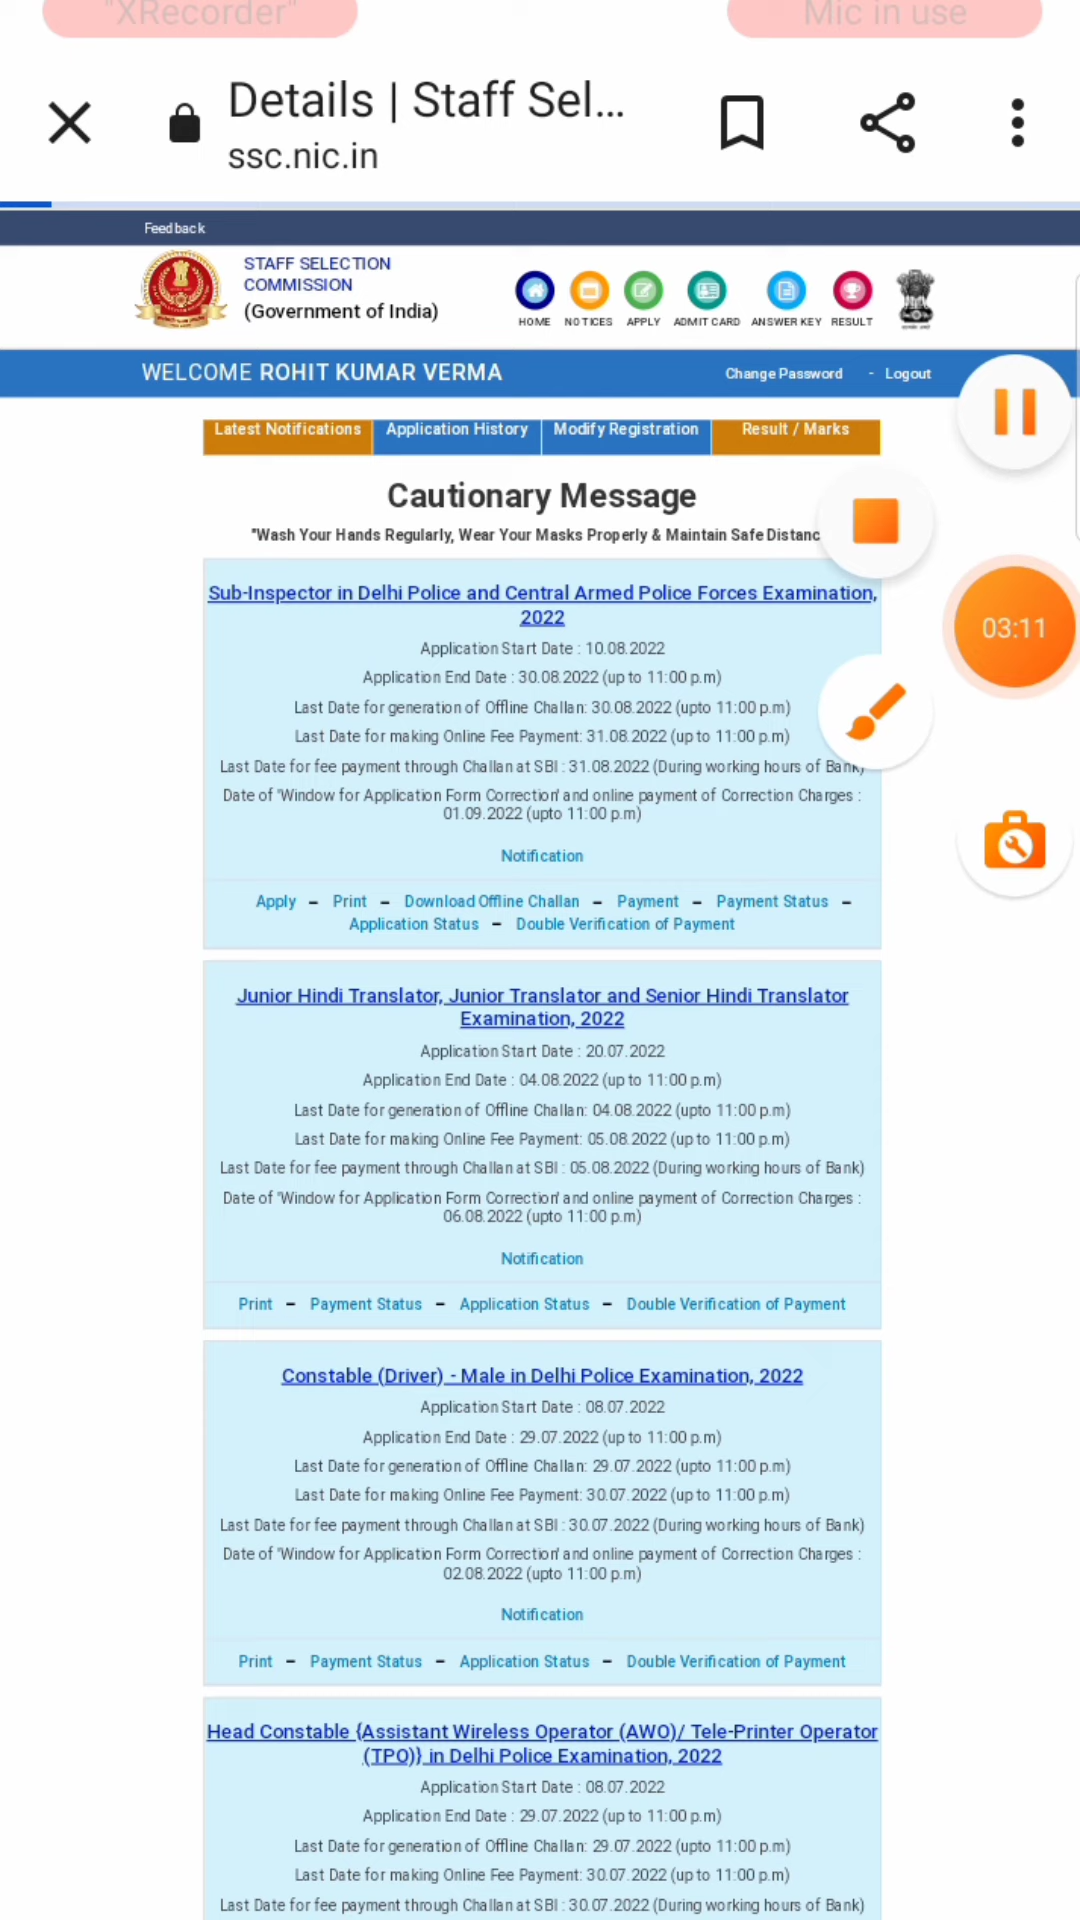 "XRecorder" Mic in use
Details | Staff Sel...
ssc.nic.in
Feedback
STAFF SELECTION
COMMISSION
(Government of India)
HOME NOTICES APPLY ADMIT CARD ANSWER KEY RESULT
WELCOME ROHIT KUMAR VERMA Change Password - Logout
Latest Notifications Application History Modify Registration Result / Marks
Cautionary Message
"Wash Your Hands Regularly, Wear Your Masks Properly & Maintain Safe Distanc
Sub-Inspector in Delhi Police and Central Armed Police Forces Examination,
2022
03:11
Application Start Date : 10.08.2022
Application End Date : 30.08.2022 (up to 11:00 p.m)
Last Date for generation of Offline Challan: 30.08.2022 (upto 11:00 p.m)
Last Date for making Online Fee Payment: 31.08.2022 (up to 11:00 p.m)
Last Date for fee payment through Challan at SBI : 31.08.2022 (During working hours of Bank)
Date of 'Window for Application Form Correction' and online payment of Correction Charges :
01.09.2022 (upto 11:00 p.m)
Notification
Apply – Print – Download Offline Challan – Payment – Payment Status –
Application Status – Double Verification of Payment
Junior Hindi Translator, Junior Translator and Senior Hindi Translator
Examination, 2022
Application Start Date : 20.07.2022
Application End Date : 04.08.2022 (up to 11:00 p.m)
Last Date for generation of Offline Challan: 04.08.2022 (upto 11:00 p.m)
Last Date for making Online Fee Payment: 05.08.2022 (up to 11:00 p.m)
Last Date for fee payment through Challan at SBI : 05.08.2022 (During working hours of Bank)
Date of 'Window for Application Form Correction' and online payment of Correction Charges :
06.08.2022 (upto 11:00 p.m)
Notification
Print – Payment Status – Application Status – Double Verification of Payment
Constable (Driver) - Male in Delhi Police Examination, 2022
Application Start Date : 08.07.2022
Application End Date : 29.07.2022 (up to 11:00 p.m)
Last Date for generation of Offline Challan: 29.07.2022 (upto 11:00 p.m)
Last Date for making Online Fee Payment: 30.07.2022 (up to 11:00 p.m)
Last Date for fee payment through Challan at SBI : 30.07.2022 (During working hours of Bank)
Date of 'Window for Application Form Correction' and online payment of Correction Charges :
02.08.2022 (upto 11:00 p.m)
Notification
Print – Payment Status – Application Status – Double Verification of Payment
Head Constable {Assistant Wireless Operator (AWO)/ Tele-Printer Operator
(TPO)} in Delhi Police Examination, 2022
Application Start Date : 08.07.2022
Application End Date : 29.07.2022 (up to 11:00 p.m)
Last Date for generation of Offline Challan: 29.07.2022 (upto 11:00 p.m)
Last Date for making Online Fee Payment: 30.07.2022 (up to 11:00 p.m)
Last Date for fee payment through Challan at SBI : 30.07.2022 (During working hours of Bank)